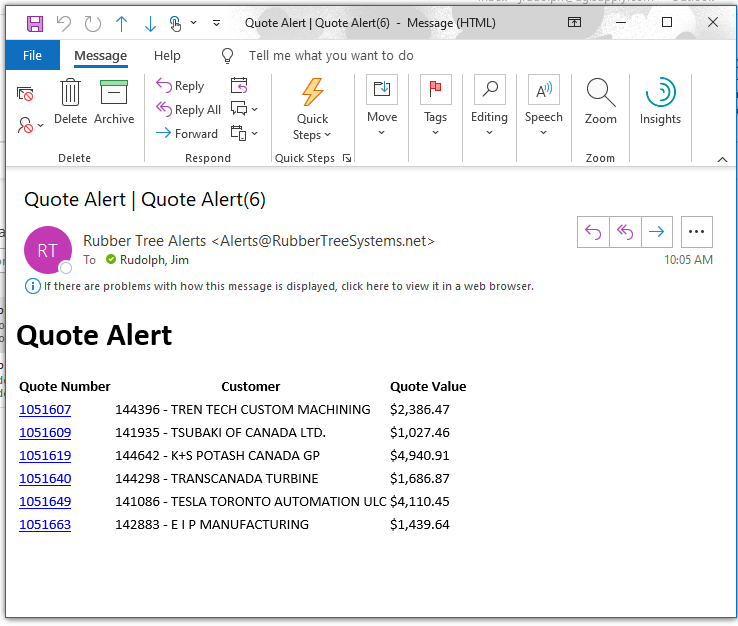 Quote Alert | Quote Alert(6) - Message (HTML)
File Message Help Tell me what you want to do
Delete Archive
Reply
Reply All
Forward
Quick Steps
Move
Tags
Editing
Speech
Zoom
Insights
Delete Respond Quick Steps Zoom
Quote Alert | Quote Alert(6)
RT
Rubber Tree Alerts <Alerts@RubberTreeSystems.net>
To Rudolph, Jim
10:05 AM
If there are problems with how this message is displayed, click here to view it in a web browser.
Quote Alert
Quote Number Customer Quote Value
1051607 144396 - TREN TECH CUSTOM MACHINING $2,386.47
1051609 141935 - TSUBAKI OF CANADA LTD. $1,027.46
1051619 144642 - K+S POTASH CANADA GP $4,940.91
1051640 144298 - TRANSCANADA TURBINE $1,686.87
1051649 141086 - TESLA TORONTO AUTOMATION ULC $4,110.45
1051663 142883 - E I P MANUFACTURING $1,439.64